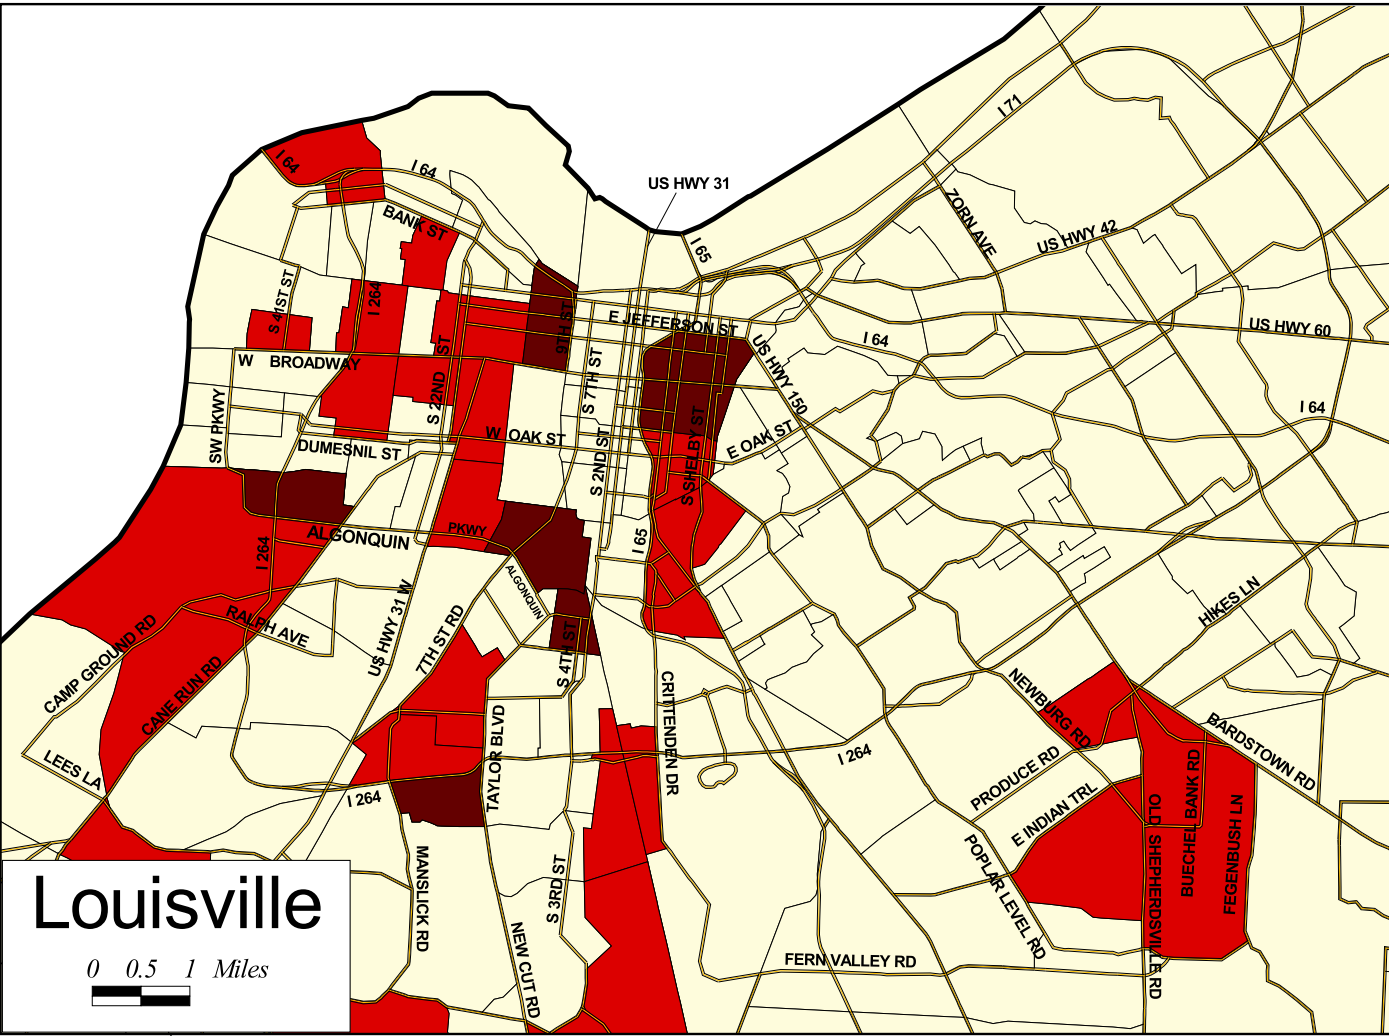 I 71
I 64
I 64
US HWY 31
ZORN AVE
BANK ST
I 65
US HWY 42
S 41ST ST
I 264
9TH ST
E JEFFERSON ST
US HWY 60
I 64
W BROADWAY
S 22ND ST
S 7TH ST
US HWY 150
SW PKWY
I 64
DUMESNIL ST
W OAK ST
S 2ND ST
S SHELBY ST
E OAK ST
ALGONQUIN
PKWY
I 65
I 264
ALGONQUIN
RALPH AVE
US HWY 31 W
7TH ST RD
HIKES LN
CAMP GROUND RD
CANE RUN RD
S 4TH ST
CRITTENDEN DR
NEWBURG RD
BARDSTOWN RD
LEES LA
I 264
TAYLOR BLVD
I 264
PRODUCE RD
E INDIAN TRL
OLD SHEPHERDSVILLE RD
BUECHEL BANK RD
FEGENBUSH LN
MANSLICK RD
S 3RD ST
POPLAR LEVEL RD
NEW CUT RD
FERN VALLEY RD
Louisville
0 0.5 1 Miles